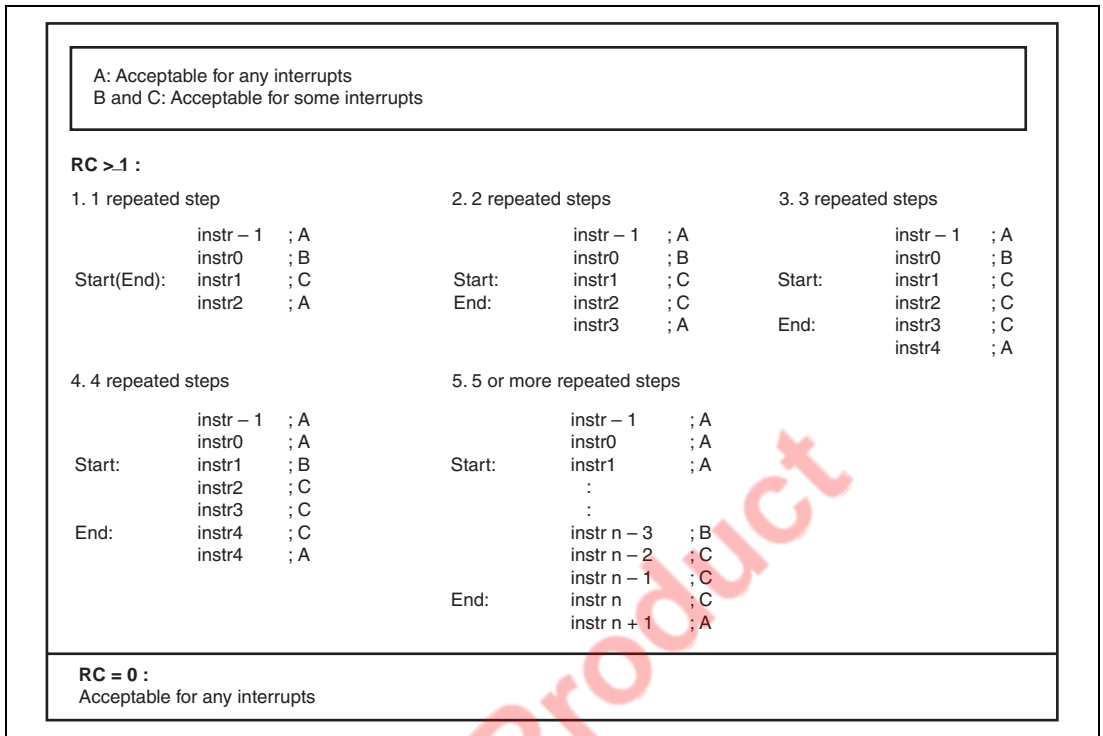 A: Acceptable for any interrupts
B and C: Acceptable for some interrupts
RC ≥ 1 :
1. 1 repeated step
instr – 1 ; A
instr0 ; B
Start(End): instr1 ; C
instr2 ; A
2. 2 repeated steps
instr – 1 ; A
instr0 ; B
Start: instr1 ; C
End: instr2 ; C
instr3 ; A
3. 3 repeated steps
instr – 1 ; A
instr0 ; B
Start: instr1 ; C
instr2 ; C
End: instr3 ; C
instr4 ; A
4. 4 repeated steps
instr – 1 ; A
instr0 ; A
Start: instr1 ; B
instr2 ; C
instr3 ; C
End: instr4 ; C
instr4 ; A
5. 5 or more repeated steps
instr – 1 ; A
instr0 ; A
Start: instr1 ; A
:
:
instr n – 3 ; B
instr n – 2 ; C
instr n – 1 ; C
End: instr n ; C
instr n + 1 ; A
RC = 0 :
Acceptable for any interrupts
Product